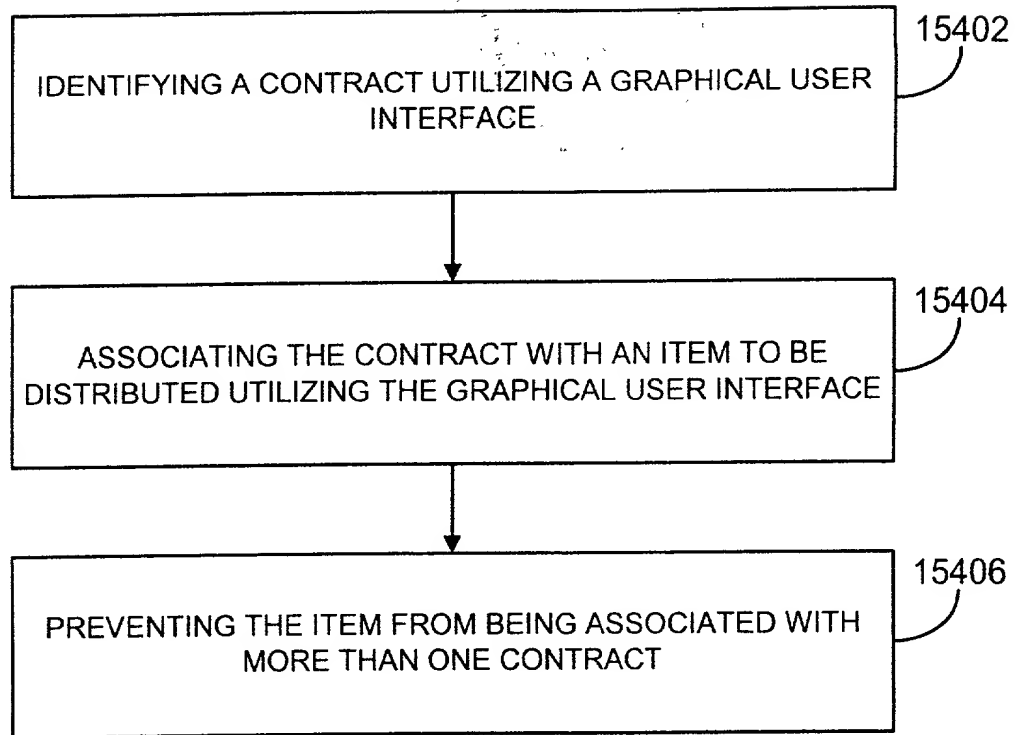 15402
IDENTIFYING A CONTRACT UTILIZING A GRAPHICAL USER
INTERFACE
15404
ASSOCIATING THE CONTRACT WITH AN ITEM TO BE
DISTRIBUTED UTILIZING THE GRAPHICAL USER INTERFACE
15406
PREVENTING THE ITEM FROM BEING ASSOCIATED WITH
MORE THAN ONE CONTRACT